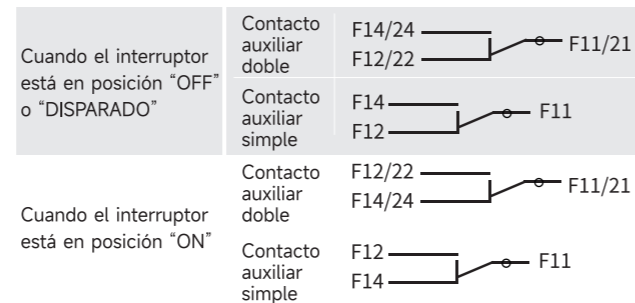 Cuando el interruptor
está en posición “OFF”
o “DISPARADO”
Contacto
auxiliar
doble
F14/24
F12/22
F11/21
Contacto
auxiliar
simple
F14
F12
F11
Cuando el interruptor
está en posición “ON”
Contacto
auxiliar
doble
F12/22
F14/24
F11/21
Contacto
auxiliar
simple
F12
F14
F11